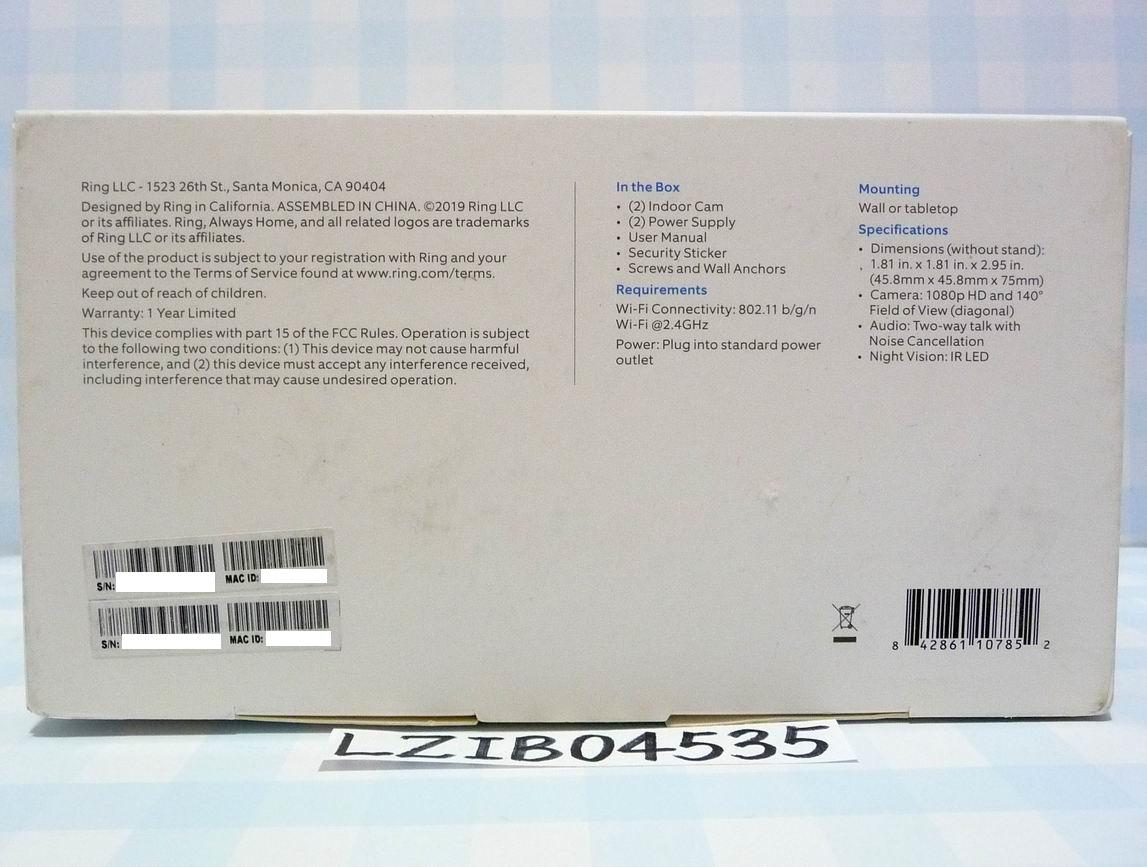 Ring LLC - 1523 26th St., Santa Monica, CA 90404
Designed by Ring in California. ASSEMBLED IN CHINA. ©2019 Ring LLC
or its affiliates. Ring, Always Home, and all related logos are trademarks
of Ring LLC or its affiliates.
Use of the product is subject to your registration with Ring and your
agreement to the Terms of Service found at www.ring.com/terms.
Keep out of reach of children.
Warranty: 1 Year Limited
This device complies with part 15 of the FCC Rules. Operation is subject
to the following two conditions: (1) This device may not cause harmful
interference, and (2) this device must accept any interference received,
including interference that may cause undesired operation.
In the Box
• (2) Indoor Cam
• (2) Power Supply
• User Manual
• Security Sticker
• Screws and Wall Anchors
Requirements
Wi-Fi Connectivity: 802.11 b/g/n
Wi-Fi @2.4GHz
Power: Plug into standard power
outlet
Mounting
Wall or tabletop
Specifications
• Dimensions (without stand):
1.81 in. x 1.81 in. x 2.95 in.
(45.8mm x 45.8mm x 75mm)
• Camera: 1080p HD and 140°
Field of View (diagonal)
• Audio: Two-way talk with
Noise Cancellation
• Night Vision: IR LED
S/N: MAC ID:
S/N: MAC ID:
8 42861 10785 2
LZIB04535